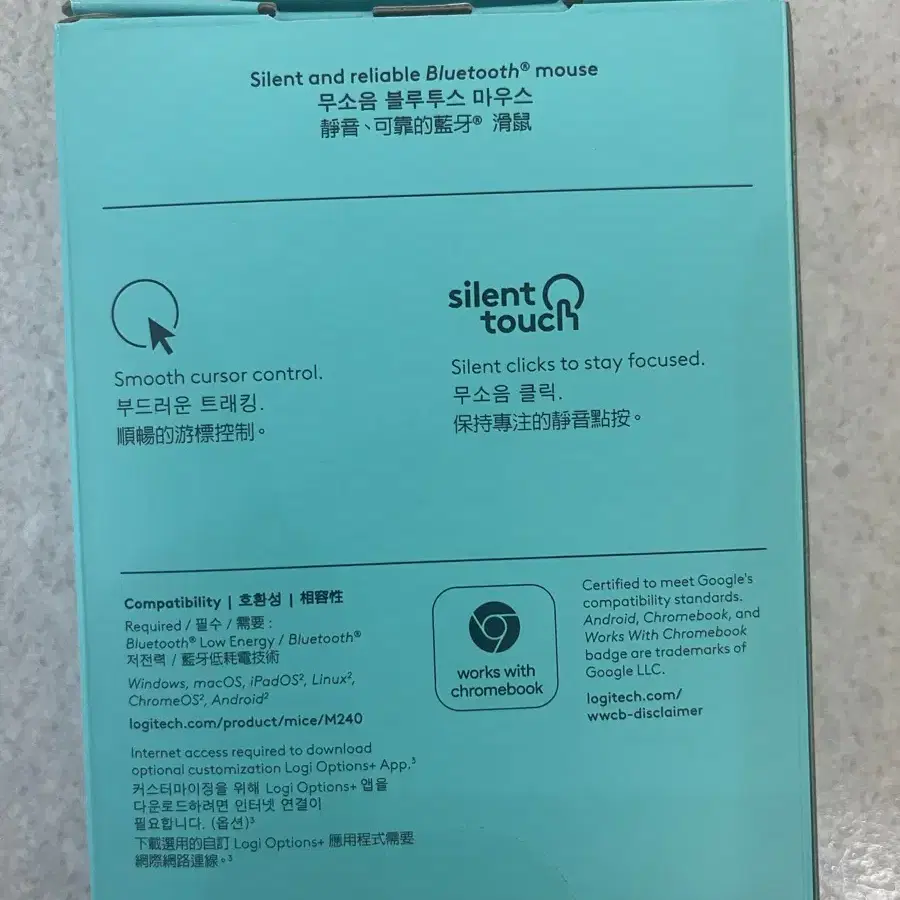 Silent and reliable Bluetooth® mouse
무소음 블루투스 마우스
靜音、可靠的藍牙® 滑鼠
Smooth cursor control.
부드러운 트래킹.
順暢的游標控制。
silent
touch
Silent clicks to stay focused.
무소음 클릭.
保持專注的靜音點按。
Compatibility | 호환성 | 相容性
Required / 필수 / 需要 :
Bluetooth® Low Energy / Bluetooth®
저전력 / 藍牙低耗電技術
Windows, macOS, iPadOS², Linux²,
ChromeOS², Android²
logitech.com/product/mice/M240
Internet access required to download
optional customization Logi Options+ App.³
커스터마이징을 위해 Logi Options+ 앱을
다운로드하려면 인터넷 연결이
필요합니다. (옵션)³
下載選用的自訂 Logi Options+ 應用程式需要
網際網路連線。³
works with
chromebook
Certified to meet Google's
compatibility standards.
Android, Chromebook, and
Works With Chromebook
badge are trademarks of
Google LLC.
logitech.com/
wwcb-disclaimer